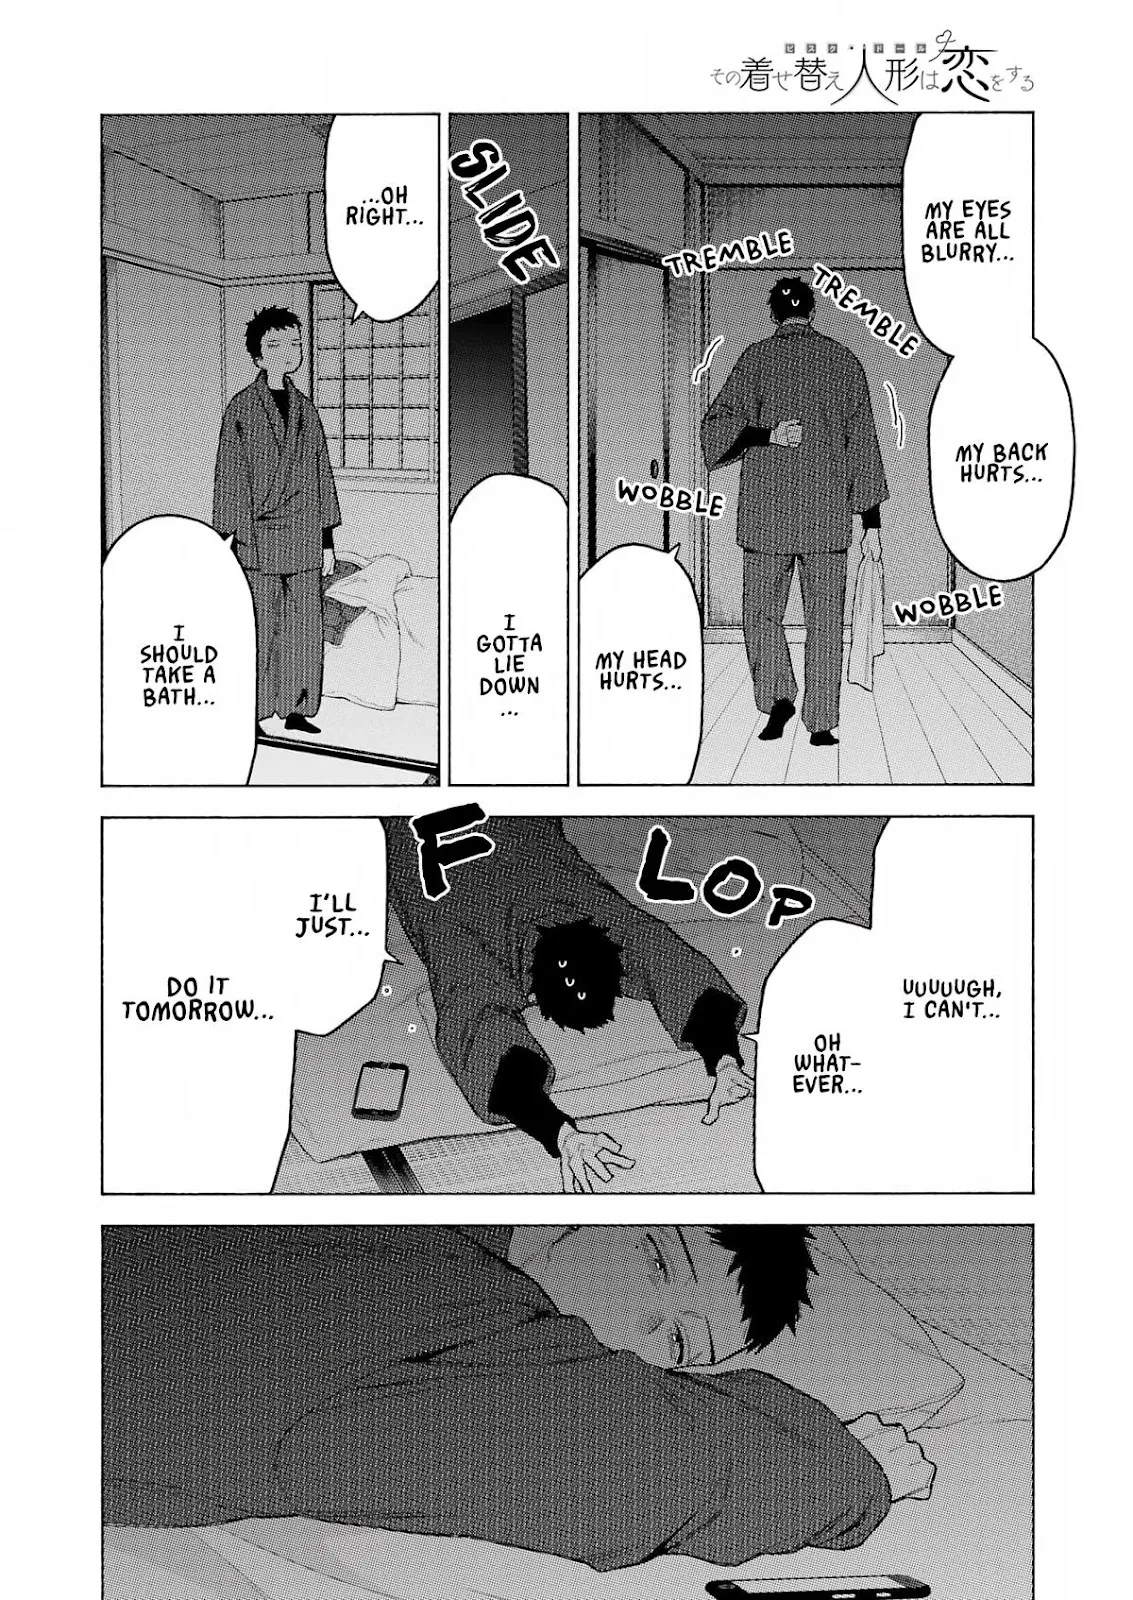 ビスク・ドール
その着せ替え人形は恋をする
MY EYES
ARE ALL
BLURRY...
MY BACK
HURTS...
TREMBLE
TREMBLE
WOBBLE
WOBBLE
MY HEAD
HURTS...
SLIDE
I
GOTTA
LIE
DOWN
...
...OH
RIGHT...
I
SHOULD
TAKE A
BATH...
FLOP
UUUUUGH,
I CAN'T...
OH
WHAT-
EVER...
I'LL
JUST...
DO IT
TOMORROW...